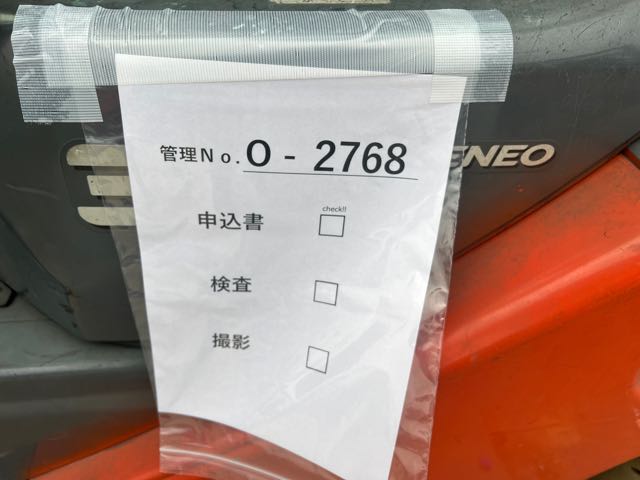 管理No. O - 2768
ENEO
check!!
申込書 □
検査 □
撮影 □